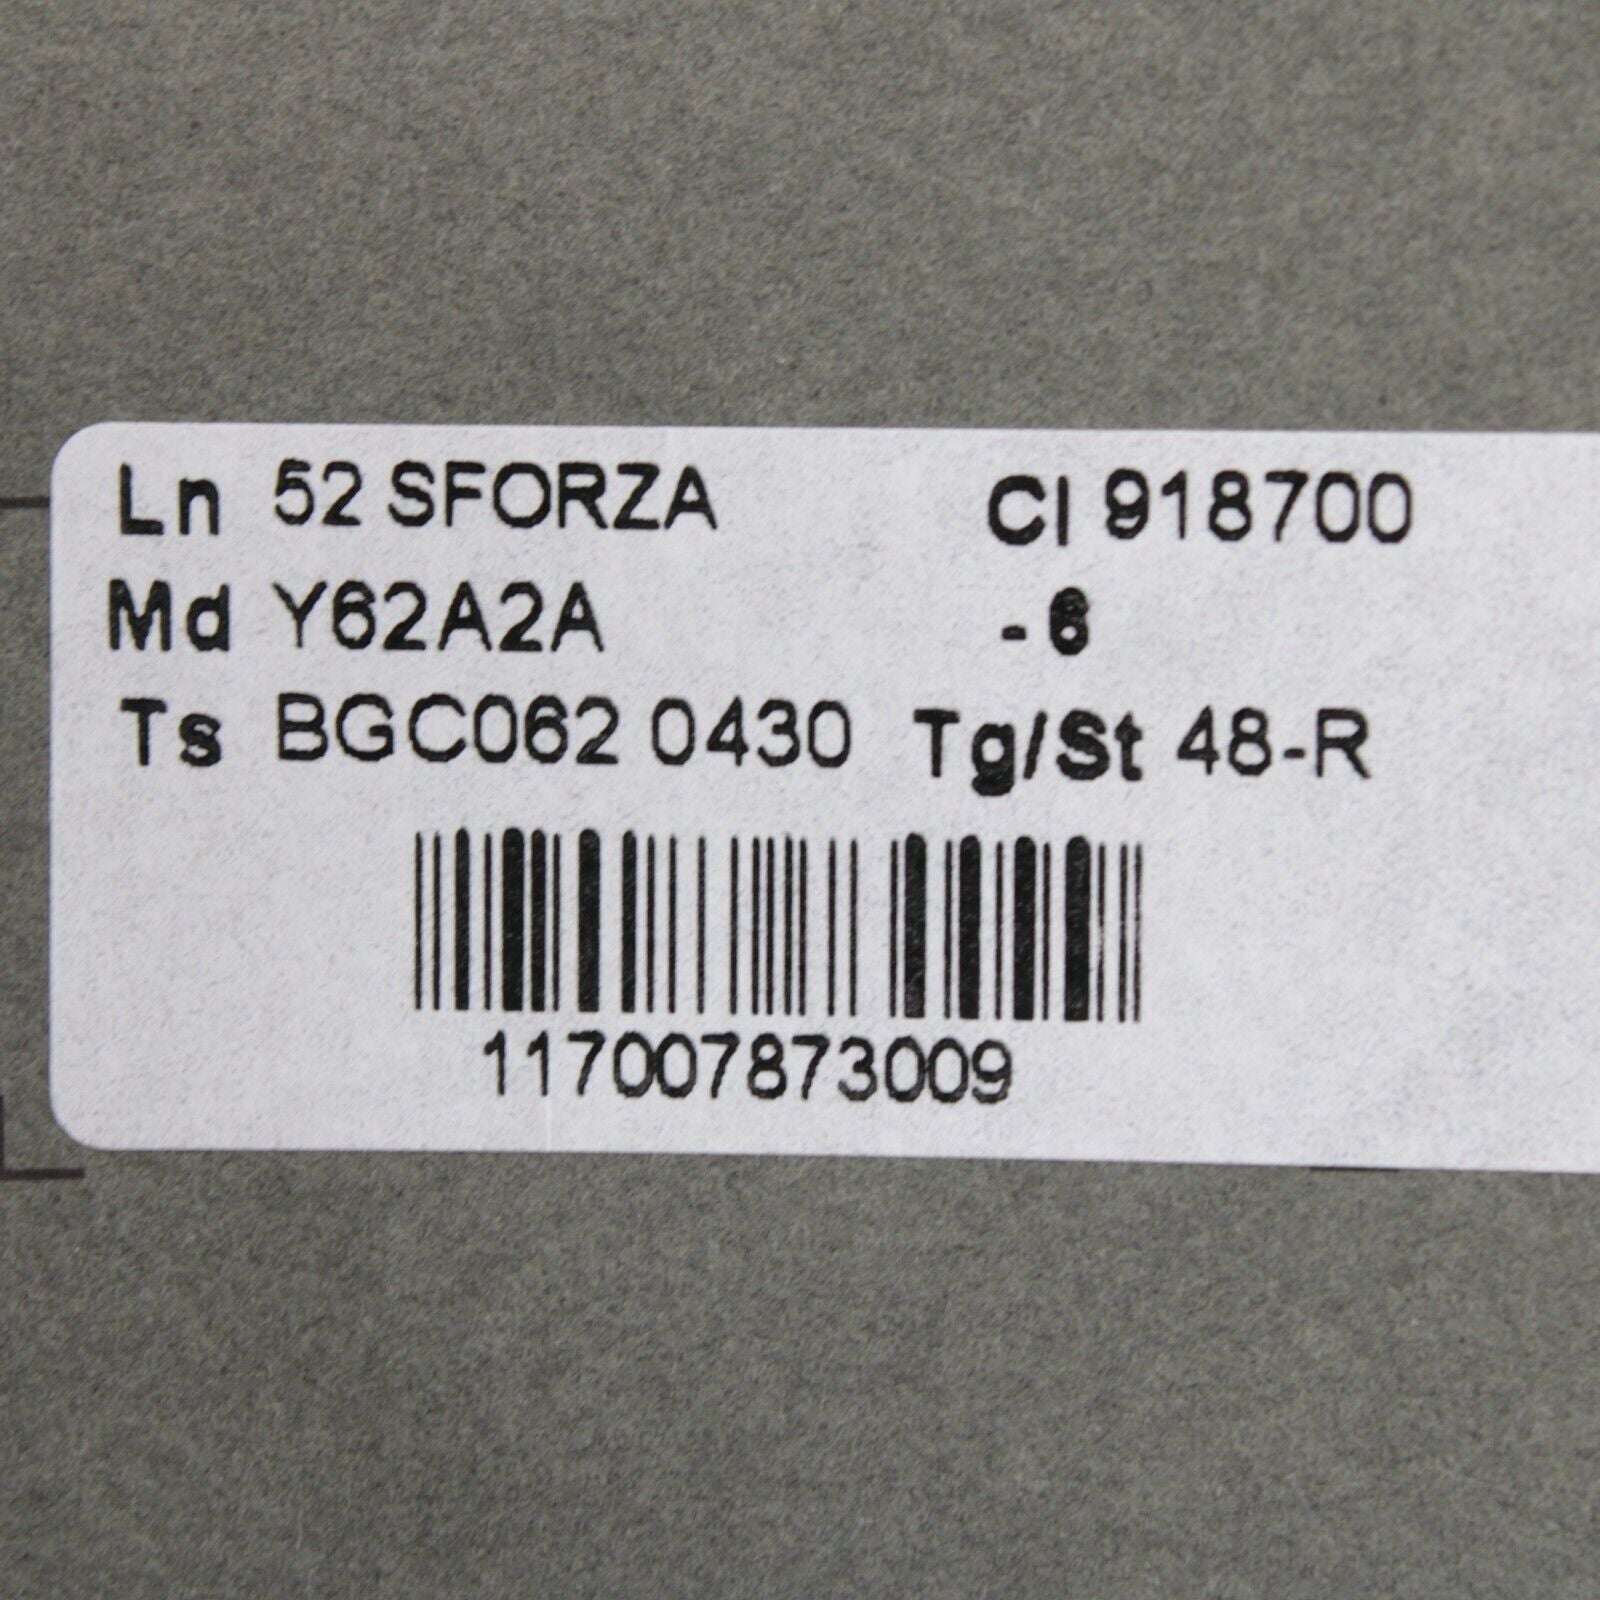 Ln 52 SFORZA Cl 918700
Md Y62A2A - 6
Ts BGC062 0430 Tg/St 48-R
117007873009